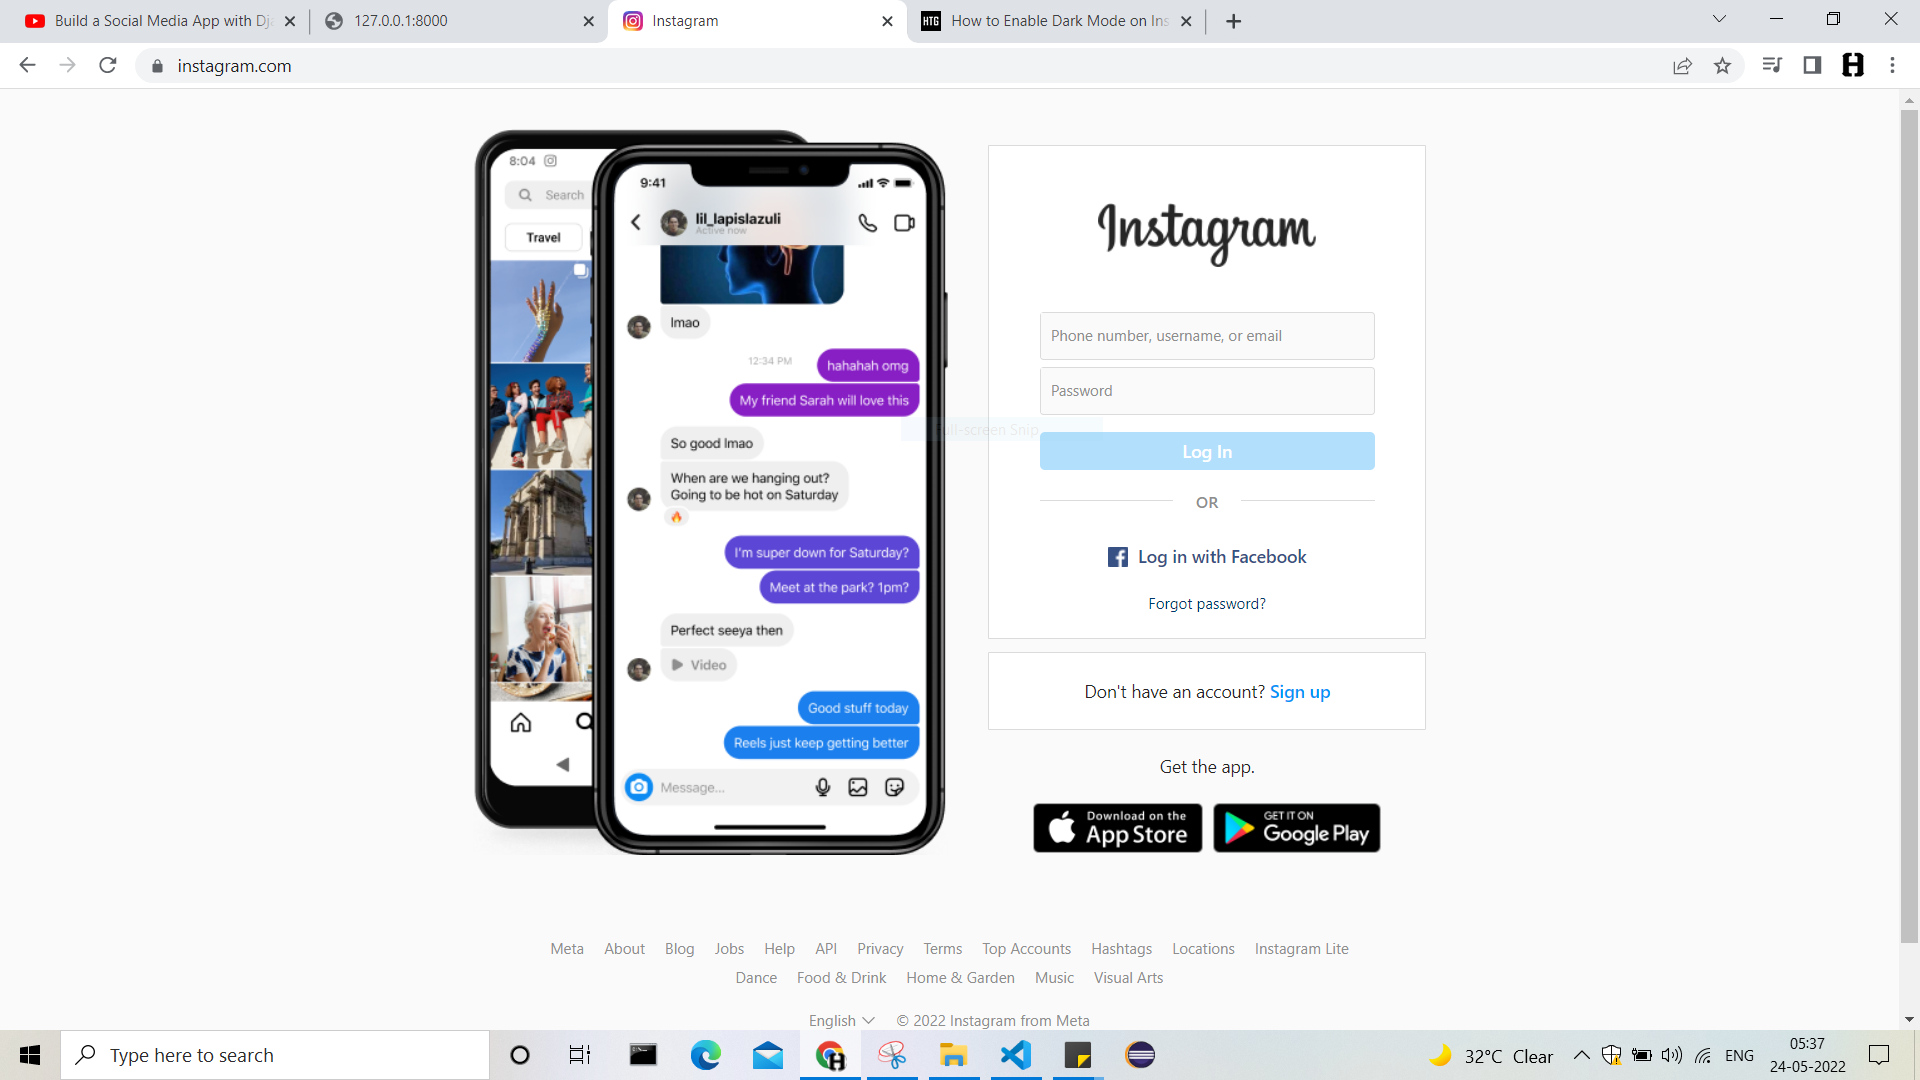 Build a Social Media App with Dj
127.0.0.1:8000
Instagram
HTG
How to Enable Dark Mode on Ins
instagram.com
8:04
Search
Travel
9:41
lil_lapislazuli
Active now
lmao
12:34 PM
hahahah omg
My friend Sarah will love this
So good lmao
When are we hanging out?
Going to be hot on Saturday
I'm super down for Saturday?
Meet at the park? 1pm?
Perfect seeya then
Video
Good stuff today
Reels just keep getting better
Message...
Instagram
Phone number, username, or email
Password
Full-screen Snip
Log In
OR
Log in with Facebook
Forgot password?
Don't have an account? Sign up
Get the app.
Download on the
App Store
GET IT ON
Google Play
Meta About Blog Jobs Help API Privacy Terms Top Accounts Hashtags Locations Instagram Lite
Dance Food & Drink Home & Garden Music Visual Arts
English © 2022 Instagram from Meta
Type here to search
32°C Clear
ENG
05:37
24-05-2022